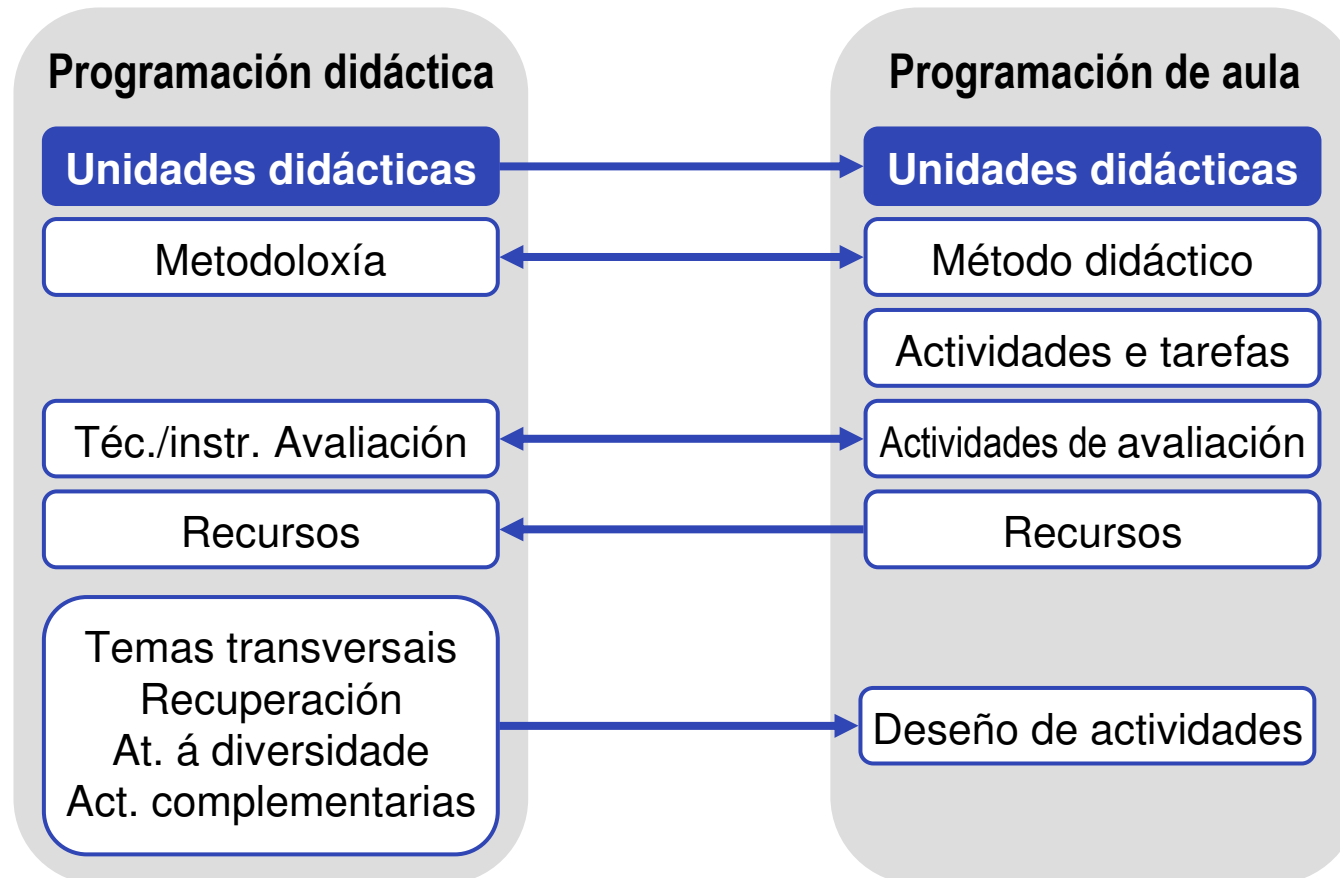 Programación didáctica
Unidades didácticas
Metodoloxía
Téc./instr. Avaliación
Recursos
Temas transversais
Recuperación
At. á diversidade
Act. complementarias
Programación de aula
Unidades didácticas
Método didáctico
Actividades e tarefas
Actividades de avaliación
Recursos
Deseño de actividades